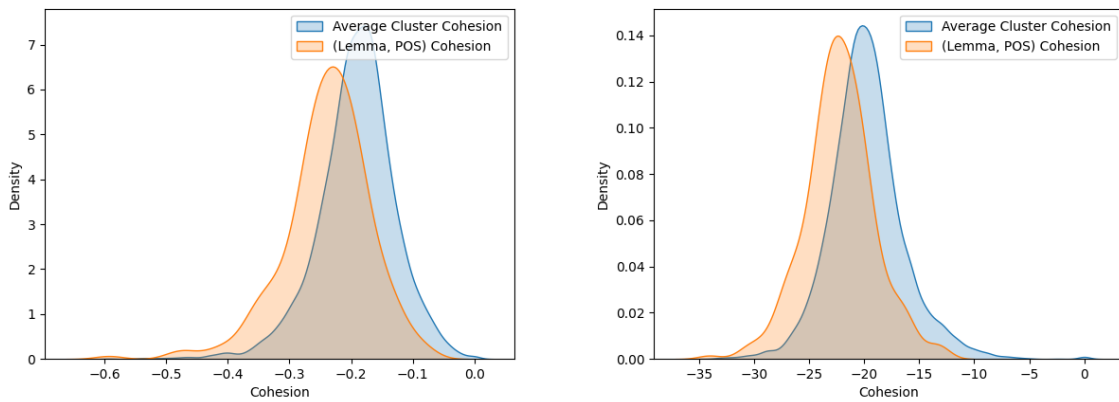 Average Cluster Cohesion
(Lemma, POS) Cohesion
7
6
5
4
3
2
1
0
Density
−0.6 −0.5 −0.4 −0.3 −0.2 −0.1 0.0
Cohesion
Average Cluster Cohesion
(Lemma, POS) Cohesion
0.14
0.12
0.10
0.08
0.06
0.04
0.02
0.00
Density
−35 −30 −25 −20 −15 −10 −5 0
Cohesion